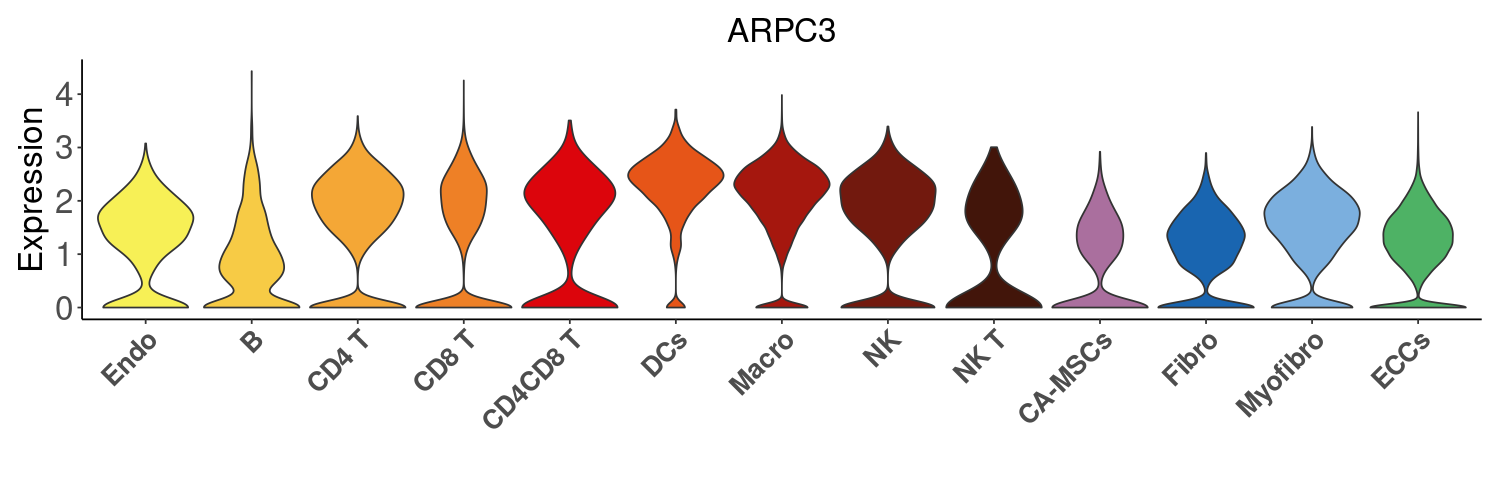 ARPC3
Expression
4
3
2
1
0
Endo
B
CD4 T
CD8 T
CD4CD8 T
DCs
Macro
NK
NK T
CA-MSCs
Fibro
Myofibro
ECCs